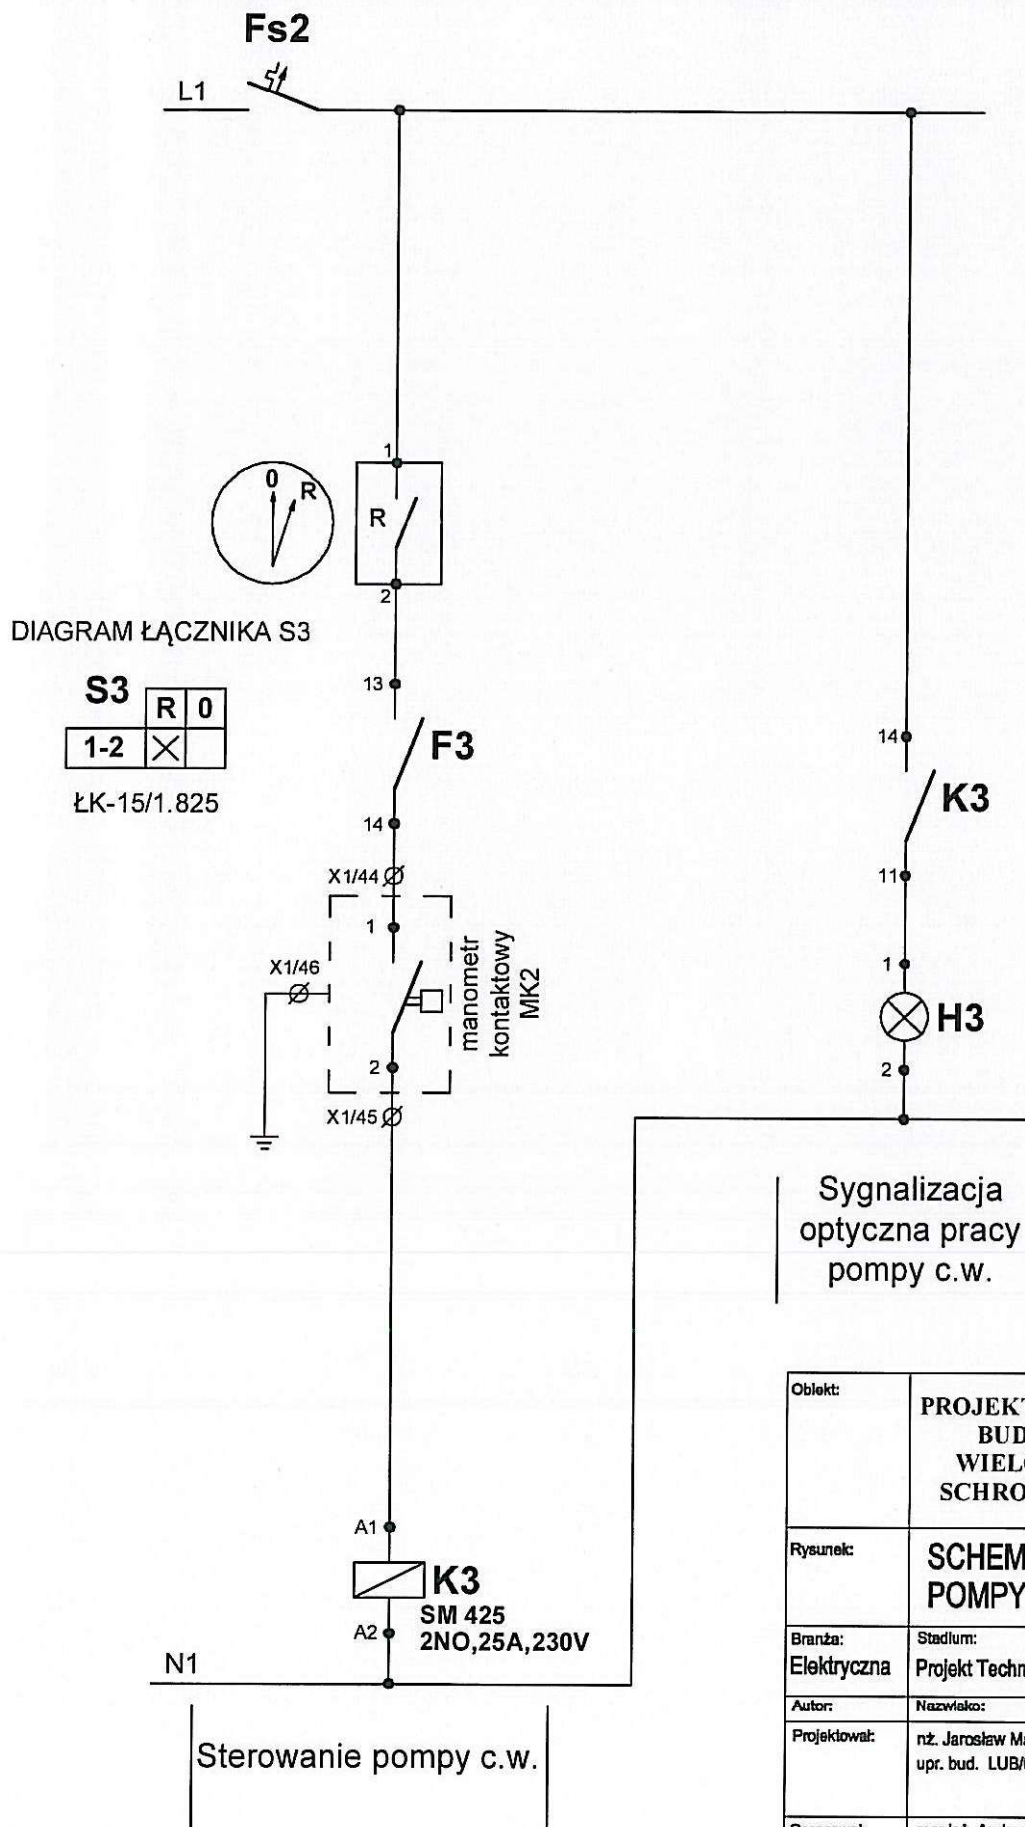 Fs2
L1
1
0
R
R
2
DIAGRAM ŁĄCZNIKA S3
S3
R 0
1-2
ŁK-15/1.825
13
F3
14
X1/44
1
X1/46
manometr
kontaktowy
MK2
2
X1/45
14
K3
11
1
H3
2
Sygnalizacja
optyczna pracy
pompy c.w.
A1
K3
SM 425
2NO,25A,230V
A2
N1
Sterowanie pompy c.w.
Obiekt:
PROJEKT
BUD
WIEL
SCHRO
Rysunek:
SCHEM
POMPY
Branża:
Elektryczna
Stadium:
Projekt Techn
Autor:
Nazwisko:
Projektował:
nż. Jarosław Ma
upr. bud. LUB/